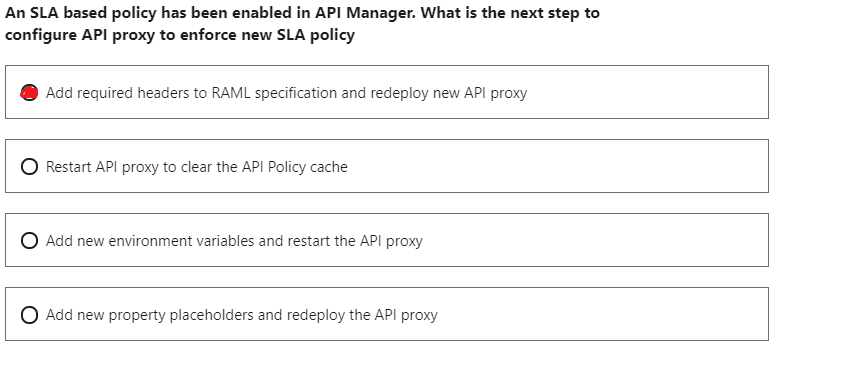 An SLA based policy has been enabled in API Manager. What is the next step to
configure API proxy to enforce new SLA policy
Add required headers to RAML specification and redeploy new API proxy
Restart API proxy to clear the API Policy cache
Add new environment variables and restart the API proxy
Add new property placeholders and redeploy the API proxy